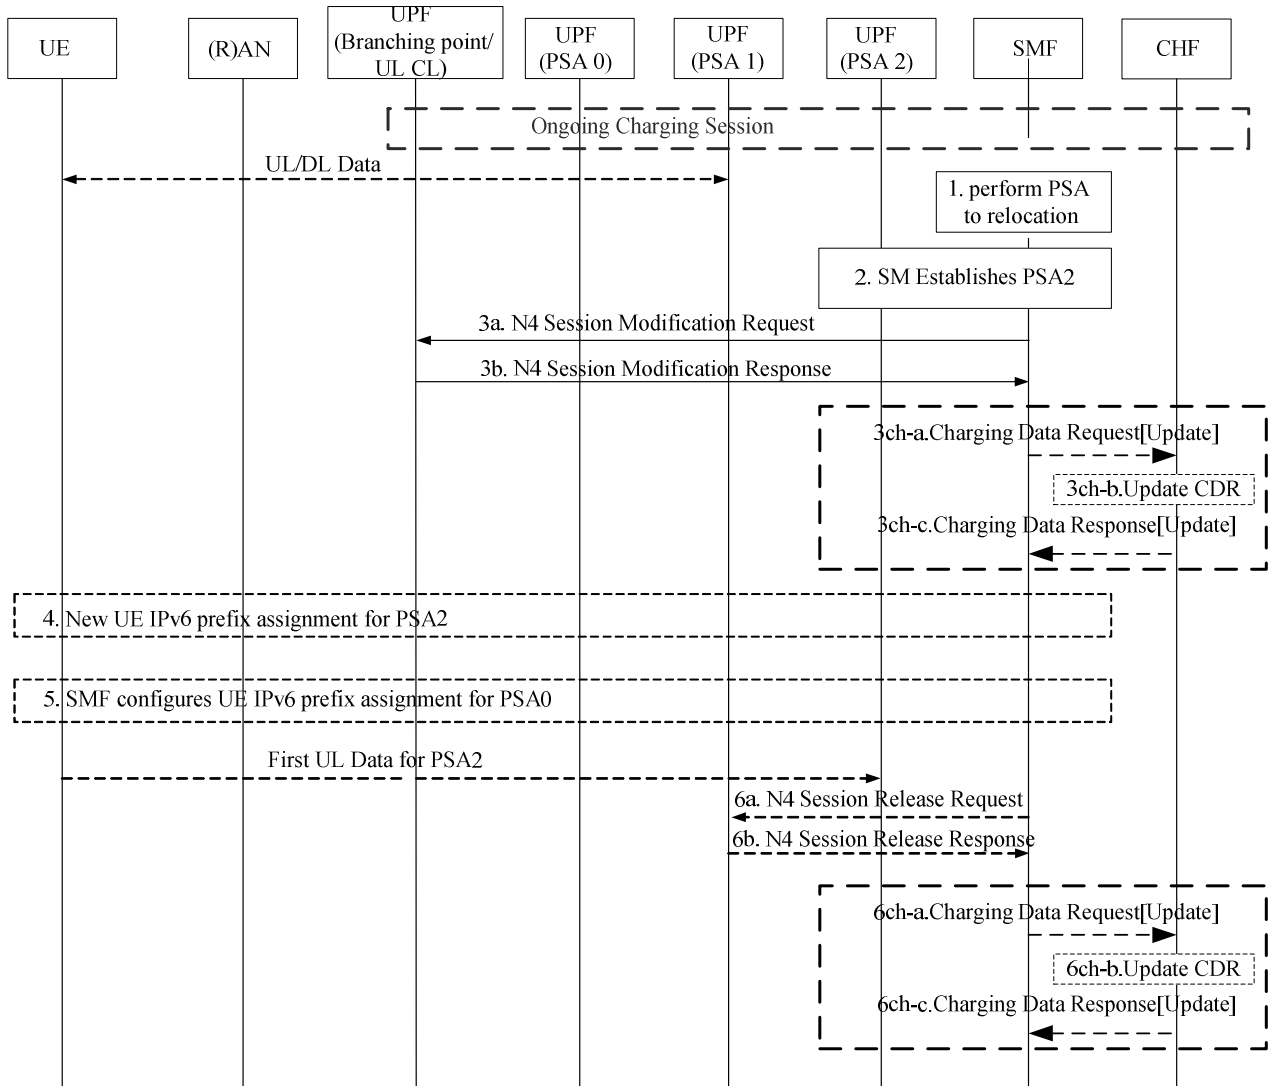 UE
(R)AN
UPF
(Branching point/
UL CL)
UPF
(PSA 0)
UPF
(PSA 1)
UPF
(PSA 2)
SMF
CHF
Ongoing Charging Session
UL/DL Data
1. perform PSA
to relocation
2. SM Establishes PSA2
3a. N4 Session Modification Request
3b. N4 Session Modification Response
3ch-a.Charging Data Request[Update]
3ch-b.Update CDR
3ch-c.Charging Data Response[Update]
4. New UE IPv6 prefix assignment for PSA2
5. SMF configures UE IPv6 prefix assignment for PSA0
First UL Data for PSA2
6a. N4 Session Release Request
6b. N4 Session Release Response
6ch-a.Charging Data Request[Update]
6ch-b.Update CDR
6ch-c.Charging Data Response[Update]